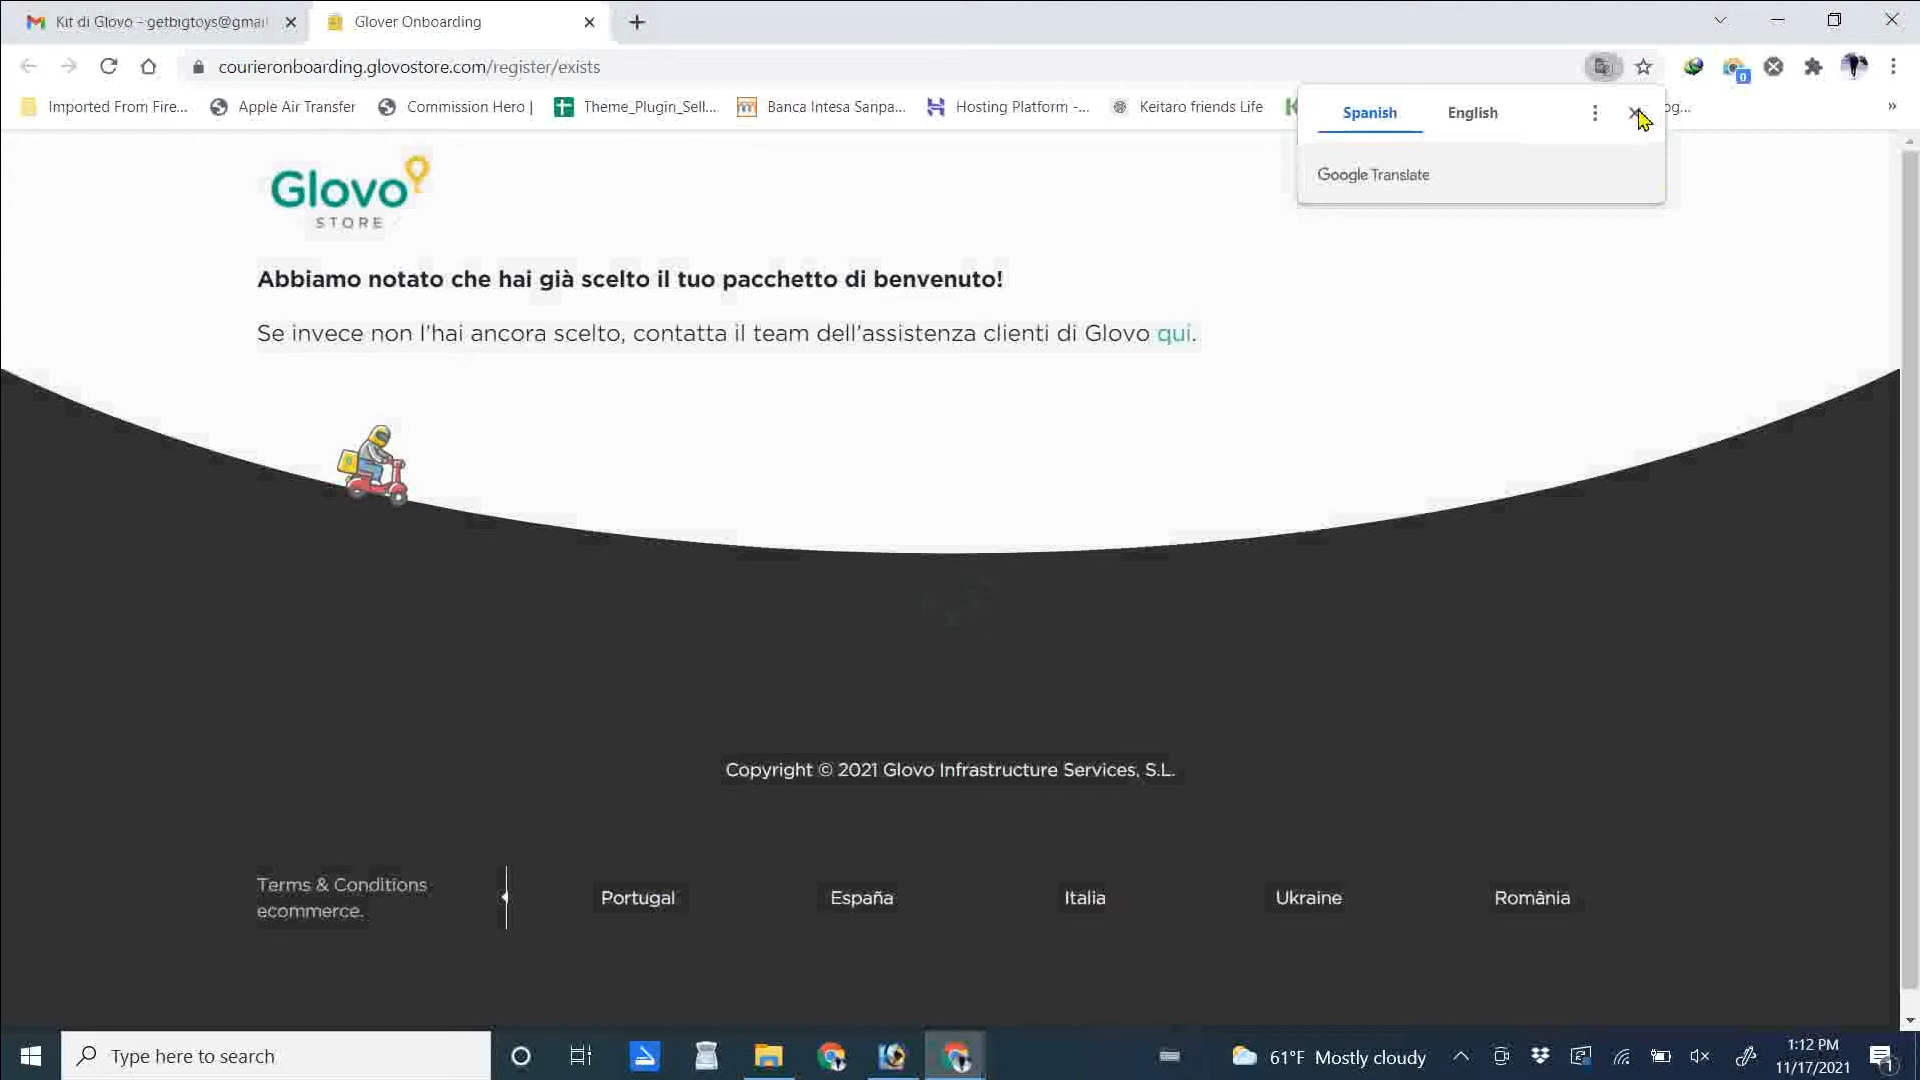 Kit di Glovo - getbigtoys@gmai
Glover Onboarding
courieronboarding.glovostore.com/register/exists
0
Imported From Fire...
Apple Air Transfer
Commission Hero |
Theme_Plugin_Sell...
Banca Intesa Sanpa...
Hosting Platform -...
Keitaro friends Life
og...
»
Spanish
English
Google Translate
Glovo
STORE
Abbiamo notato che hai già scelto il tuo pacchetto di benvenuto!
Se invece non l'hai ancora scelto, contatta il team dell'assistenza clienti di Glovo qui.
Copyright © 2021 Glovo Infrastructure Services, S.L.
Terms & Conditions
ecommerce.
Portugal
España
Italia
Ukraine
România
Type here to search
61°F Mostly cloudy
1:12 PM
11/17/2021
1